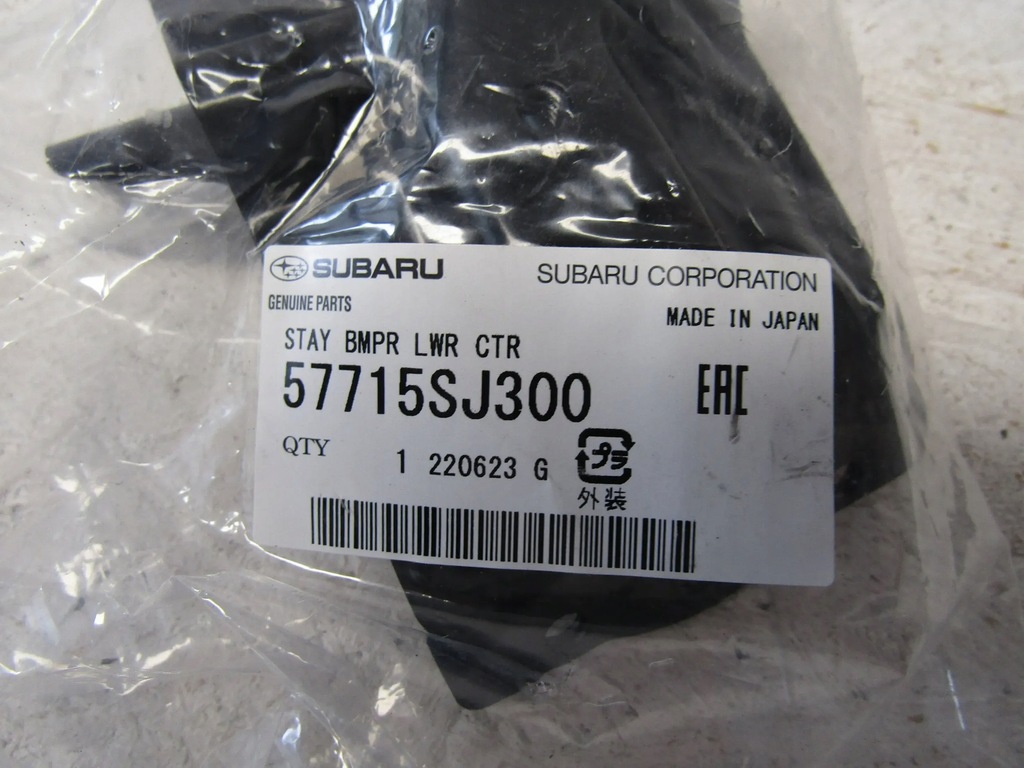 SUBARU SUBARU CORPORATION
GENUINE PARTS MADE IN JAPAN
STAY BMPR LWR CTR
57715SJ300 EAC
QTY 1 220623 G プラ
外装